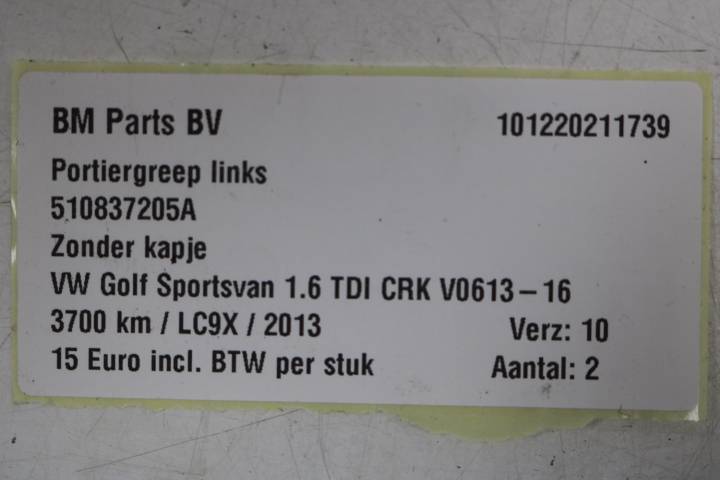 BM Parts BV 101220211739
Portiergreep links
510837205A
Zonder kapje
VW Golf Sportsvan 1.6 TDI CRK V0613-16
3700 km / LC9X / 2013 Verz: 10
15 Euro incl. BTW per stuk Aantal: 2